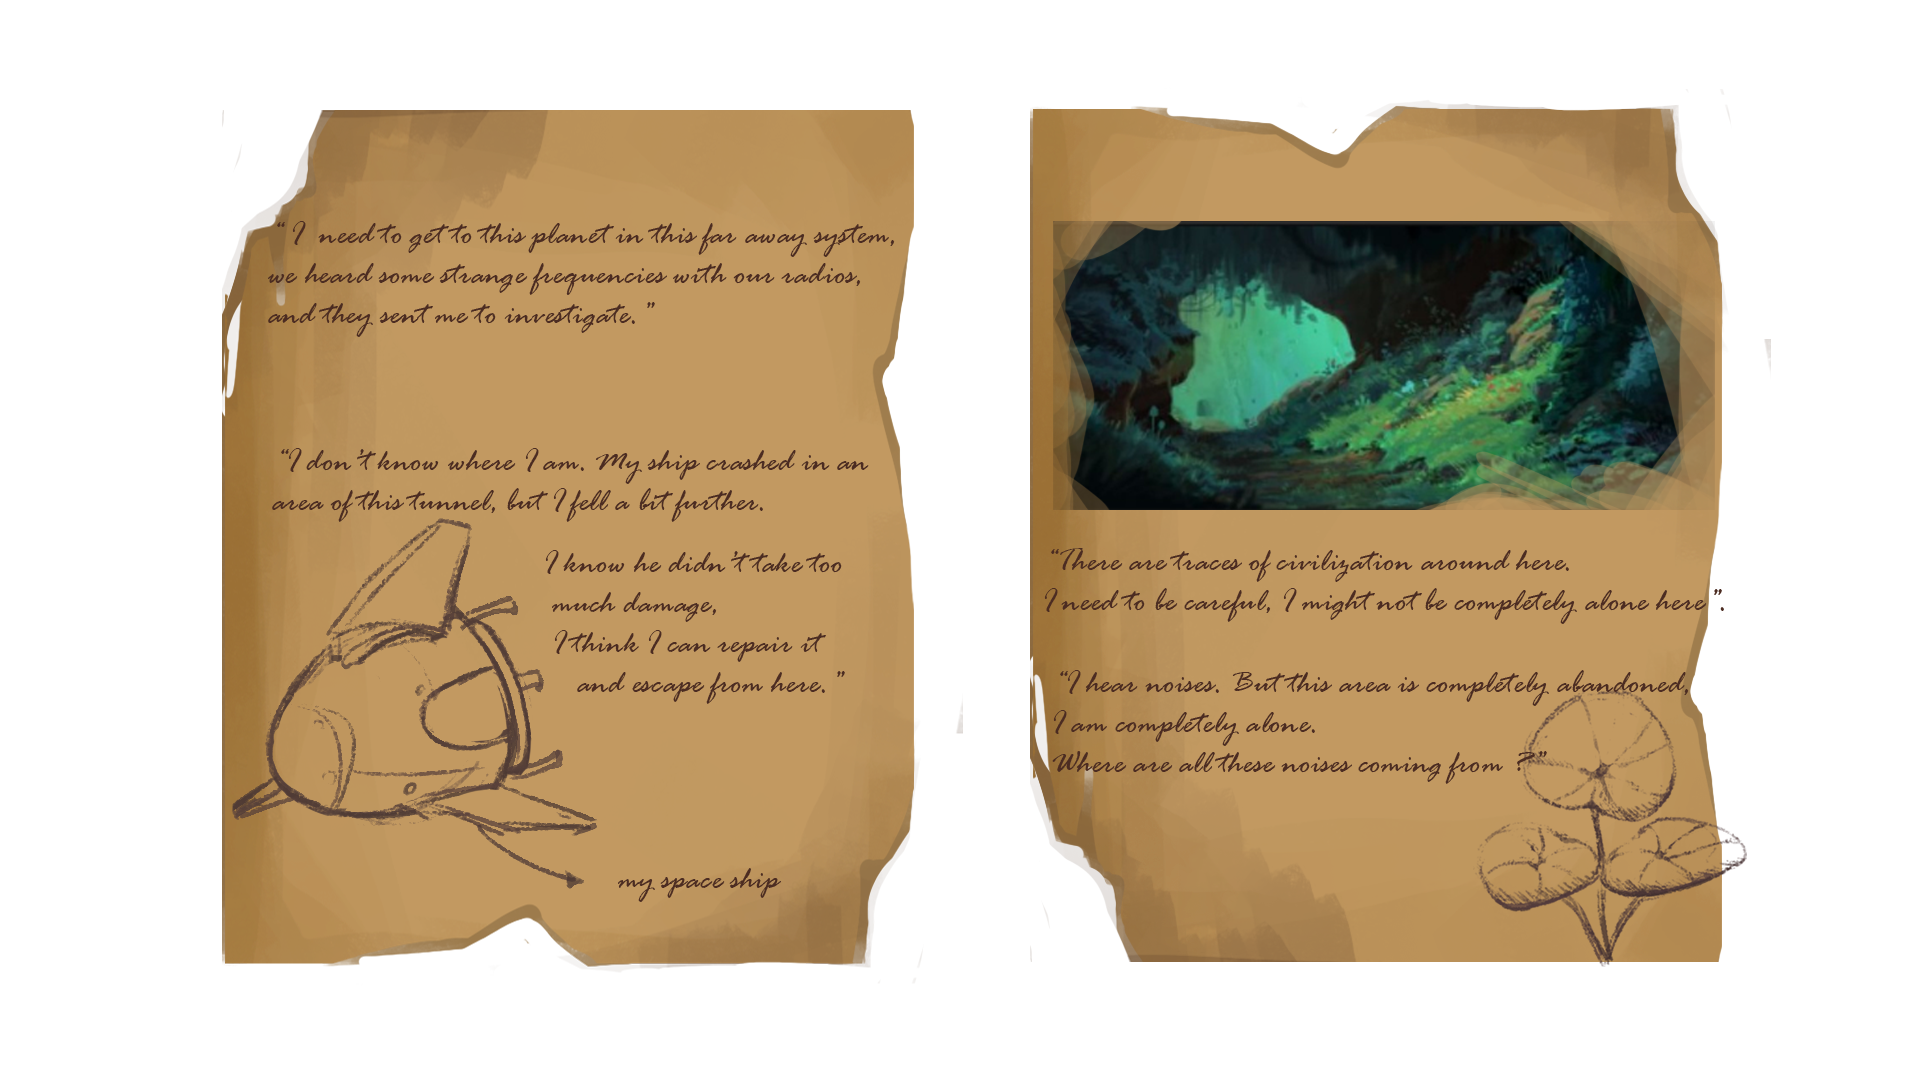 “ I need to get to this planet in this far away system,
we heard some strange frequencies with our radios,
and they sent me to investigate. ”
“I don't know where I am. My ship crashed in an
area of this tunnel, but I fell a bit further.
I know he didn't take too
much damage,
I think I can repair it
and escape from here. ”
my space ship
“There are traces of civilization around here.
I need to be careful, I might not be completely alone here ”.
“I hear noises. But this area is completely abandoned,
I am completely alone.
Where are all these noises coming from ?”